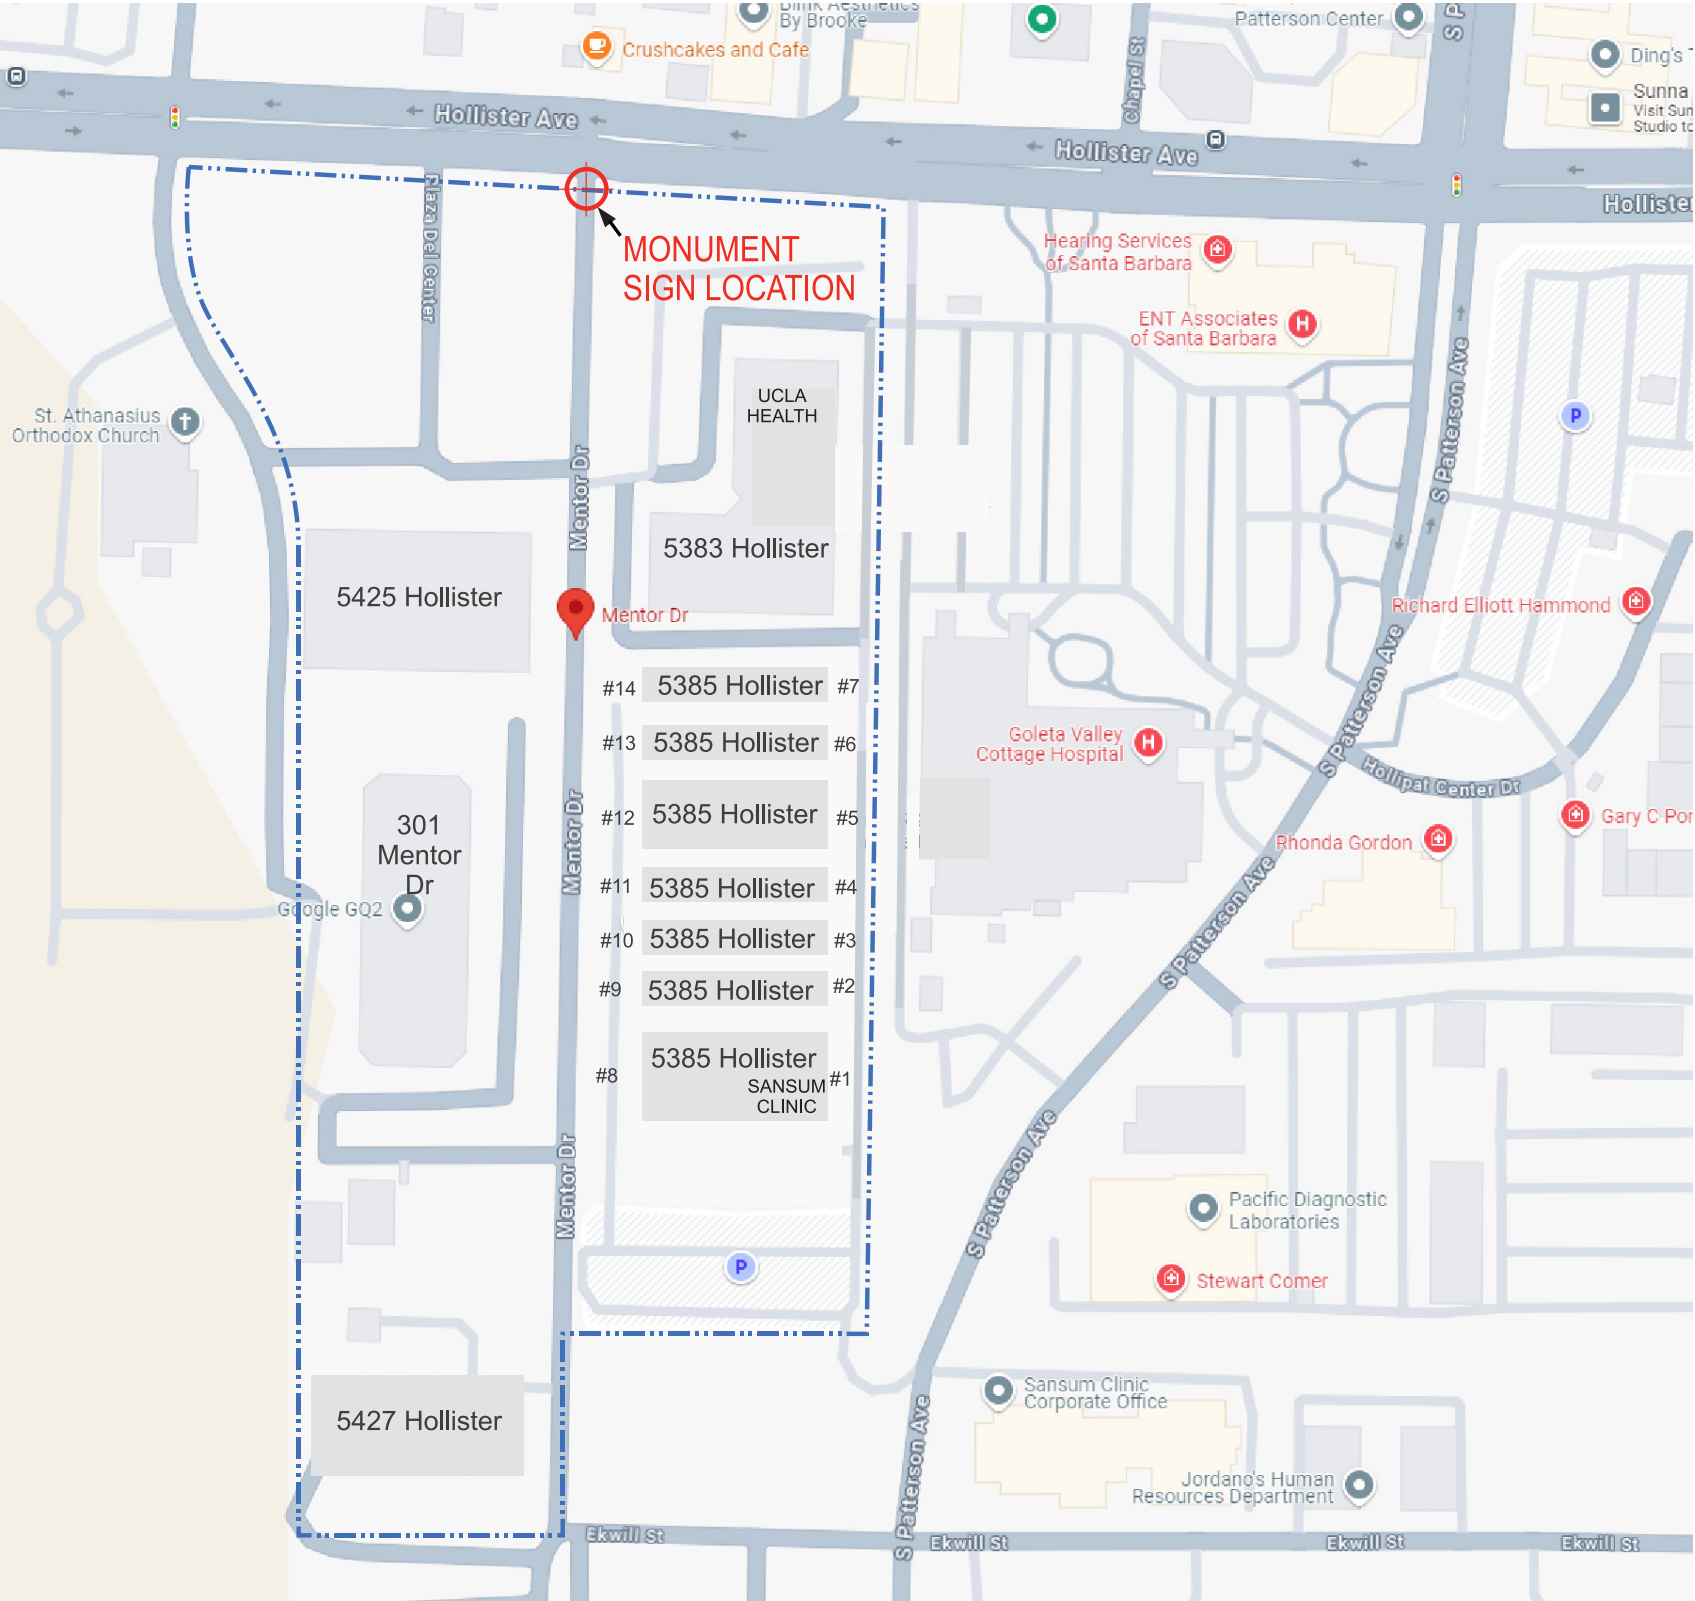 Blink Aesthetics
By Brooke
Crushcakes and Cafe
Patterson Center
S P
Ding's T
Sunna
Visit Sun
Studio to
Chapel St
Hollister Ave
Hollister Ave
Hollister
Plaza Del Center
MONUMENT
SIGN LOCATION
Hearing Services
of Santa Barbara
ENT Associates
of Santa Barbara
S Patterson Ave
P
H
UCLA
HEALTH
St. Athanasius
Orthodox Church
Mentor Dr
5383 Hollister
5425 Hollister
Mentor Dr
Richard Elliott Hammond
S Patterson Ave
#14 5385 Hollister #7
#13 5385 Hollister #6
#12 5385 Hollister #5
#11 5385 Hollister #4
#10 5385 Hollister #3
#9 5385 Hollister #2
#8 5385 Hollister #1
SANSUM
CLINIC
Goleta Valley
Cottage Hospital
H
Hollipat Center Dr
Gary C Por
Rhonda Gordon
Mentor Dr
301
Mentor
Dr
Google GQ2
S Patterson Ave
S Patterson Ave
Mentor Dr
Pacific Diagnostic
Laboratories
Stewart Comer
P
Sansum Clinic
Corporate Office
5427 Hollister
S Patterson Ave
Jordano's Human
Resources Department
Ekwill St
Ekwill St
Ekwill St
Ekwill St